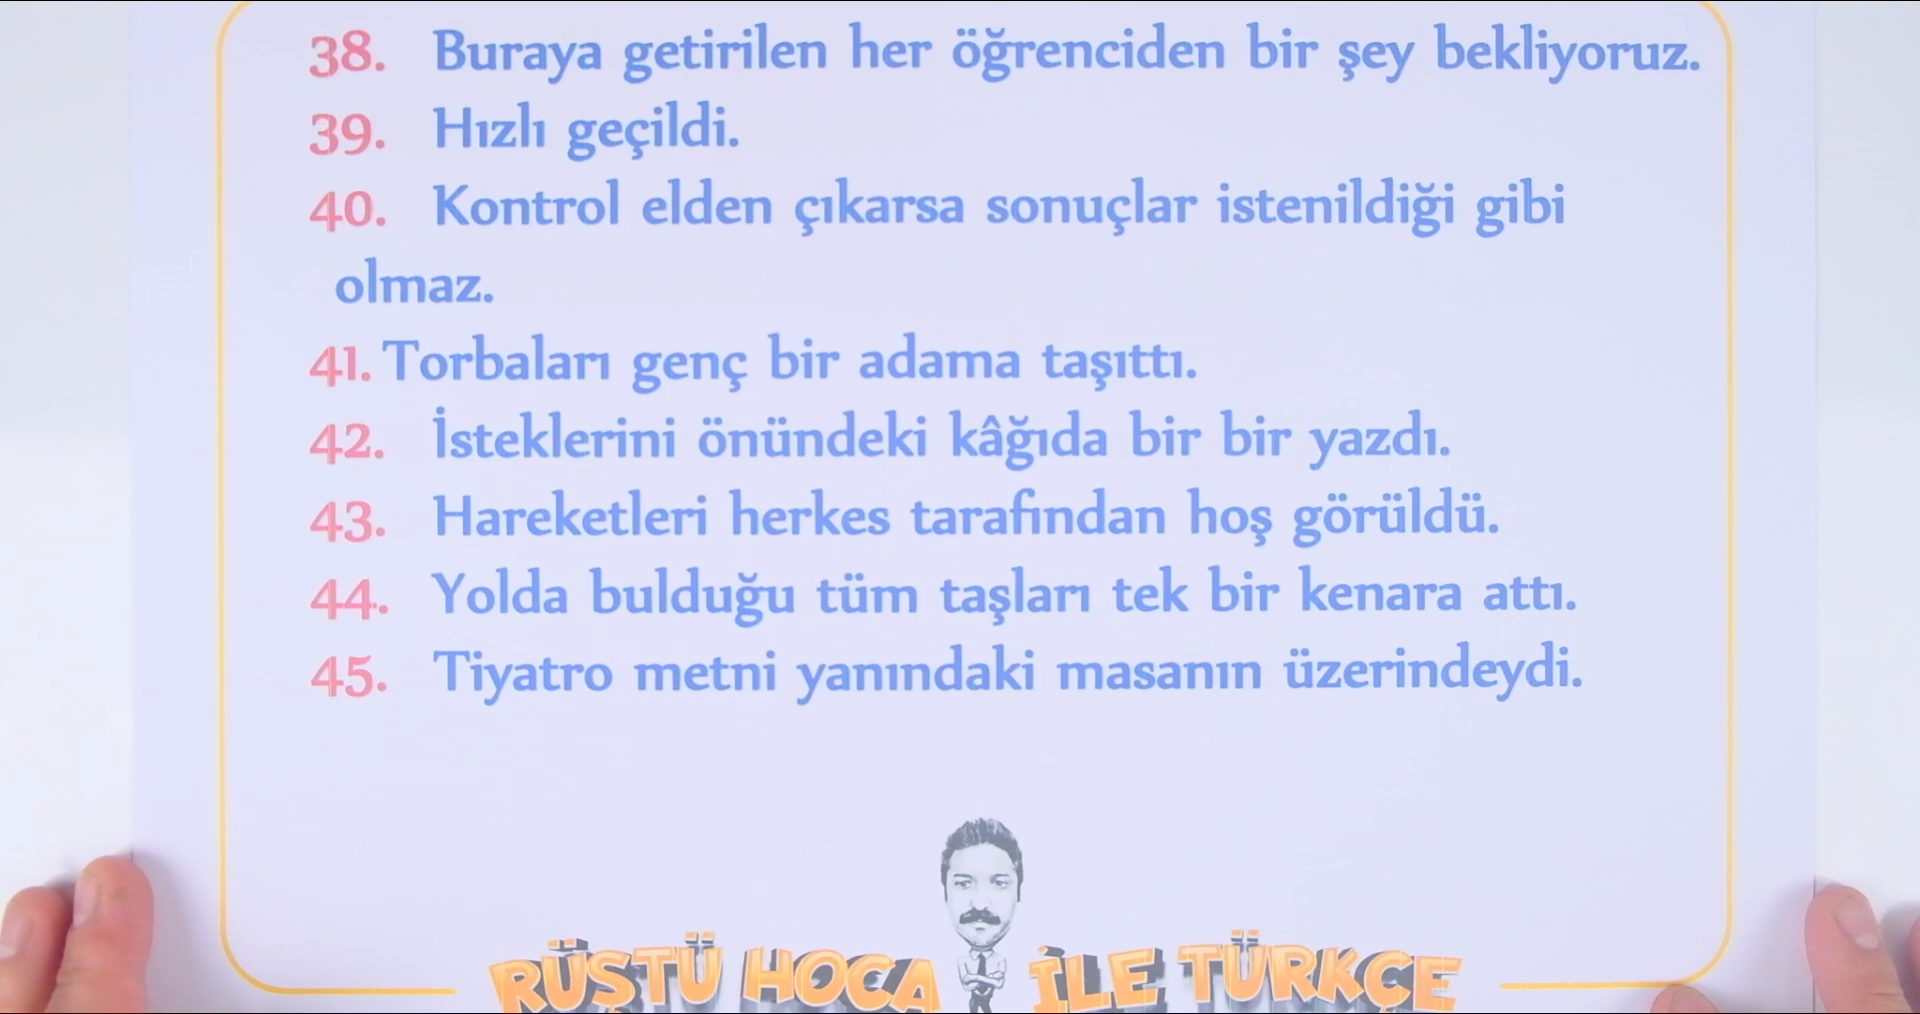 38. Buraya getirilen her öğrenciden bir şey bekliyoruz.
39. Hızlı geçildi.
40. Kontrol elden çıkarsa sonuçlar istenildiği gibi
olmaz.
41. Torbaları genç bir adama taşıttı.
42. İsteklerini önündeki kâğıda bir bir yazdı.
43. Hareketleri herkes tarafından hoş görüldü.
44. Yolda bulduğu tüm taşları tek bir kenara attı.
45. Tiyatro metni yanındaki masanın üzerindeydi.
RÜŞTÜ HOCA İLE TÜRKÇE